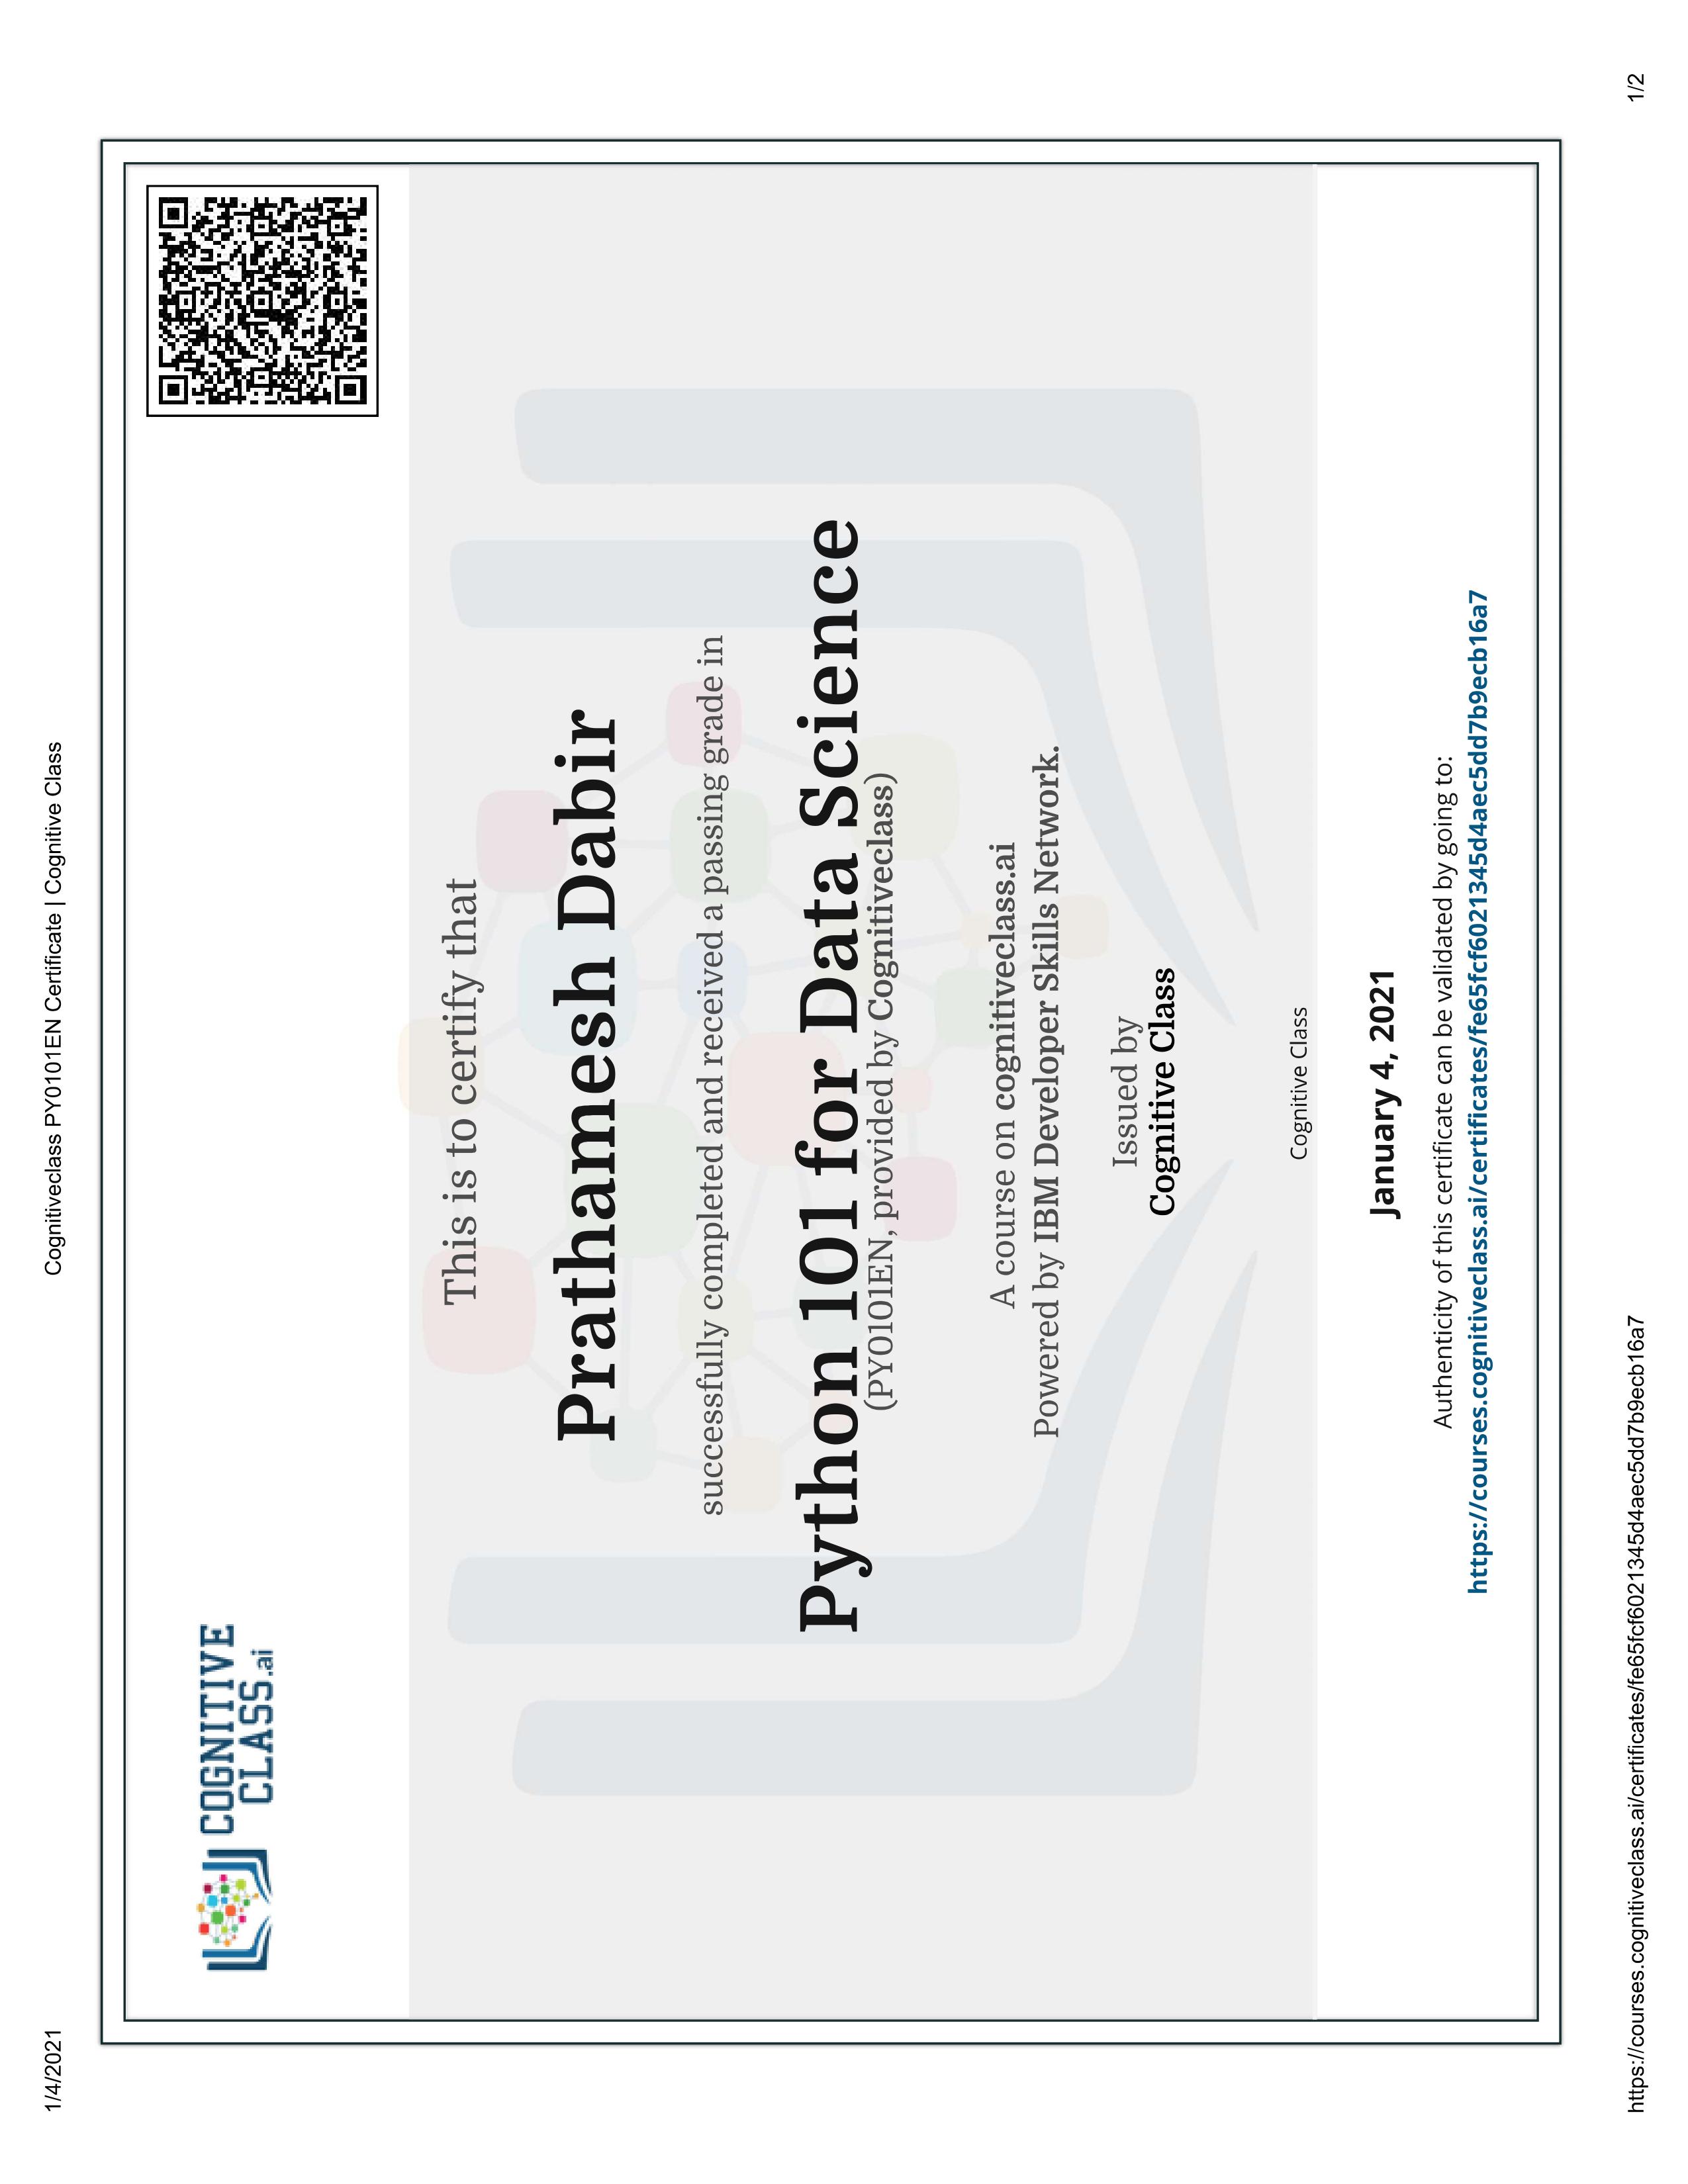 1/4/2021
Cognitiveclass PY0101EN Certificate | Cognitive Class
COGNITIVE
CLASS.ai
This is to certify that
Prathamesh Dabir
successfully completed and received a passing grade in
Python 101 for Data Science
(PY0101EN, provided by Cognitiveclass)
A course on cognitiveclass.ai
Powered by IBM Developer Skills Network.
Issued by
Cognitive Class
Cognitive Class
January 4, 2021
Authenticity of this certificate can be validated by going to:
https://courses.cognitiveclass.ai/certificates/fe65fcf6021345d4aec5dd7b9ecb16a7
https://courses.cognitiveclass.ai/certificates/fe65fcf6021345d4aec5dd7b9ecb16a7
1/2